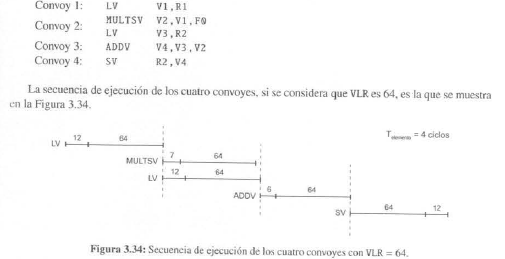 Convoy 1: LV V1,R1
Convoy 2: MULTSV V2,V1,F0
LV V3,R2
Convoy 3: ADDV V4,V3,V2
Convoy 4: SV R2,V4
La secuencia de ejecución de los cuatro convoyes, si se considera que VLR es 64, es la que se muestra
en la Figura 3.34.
T elemento = 4 ciclos
LV 12 64
MULTSV 7 64
LV 12 64
ADDV 6 64
SV 64 12
Figura 3.34: Secuencia de ejecución de los cuatro convoyes con VLR = 64.